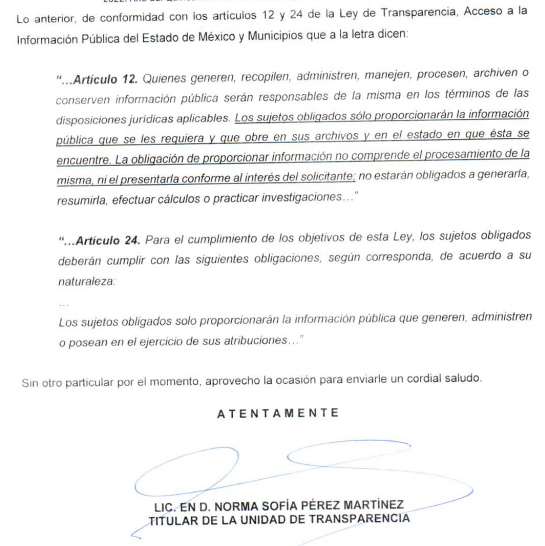 Lo anterior, de conformidad con los artículos 12 y 24 de la Ley de Transparencia, Acceso a la
Información Pública del Estado de México y Municipios que a la letra dicen:
“…Artículo 12. Quienes generen, recopilen, administren, manejen, procesen, archiven o
conserven información pública serán responsables de la misma en los términos de las
disposiciones jurídicas aplicables. Los sujetos obligados sólo proporcionarán la información
pública que se les requiera y que obre en sus archivos y en el estado en que ésta se
encuentre. La obligación de proporcionar información no comprende el procesamiento de la
misma, ni el presentarla conforme al interés del solicitante; no estarán obligados a generarla,
resumirla, efectuar cálculos o practicar investigaciones…”
“…Artículo 24. Para el cumplimiento de los objetivos de esta Ley, los sujetos obligados
deberán cumplir con las siguientes obligaciones, según corresponda, de acuerdo a su
naturaleza:
…
Los sujetos obligados solo proporcionarán la información pública que generen, administren
o posean en el ejercicio de sus atribuciones…”
Sin otro particular por el momento, aprovecho la ocasión para enviarle un cordial saludo.
ATENTAMENTE
LIC. EN D. NORMA SOFÍA PÉREZ MARTÍNEZ
TITULAR DE LA UNIDAD DE TRANSPARENCIA